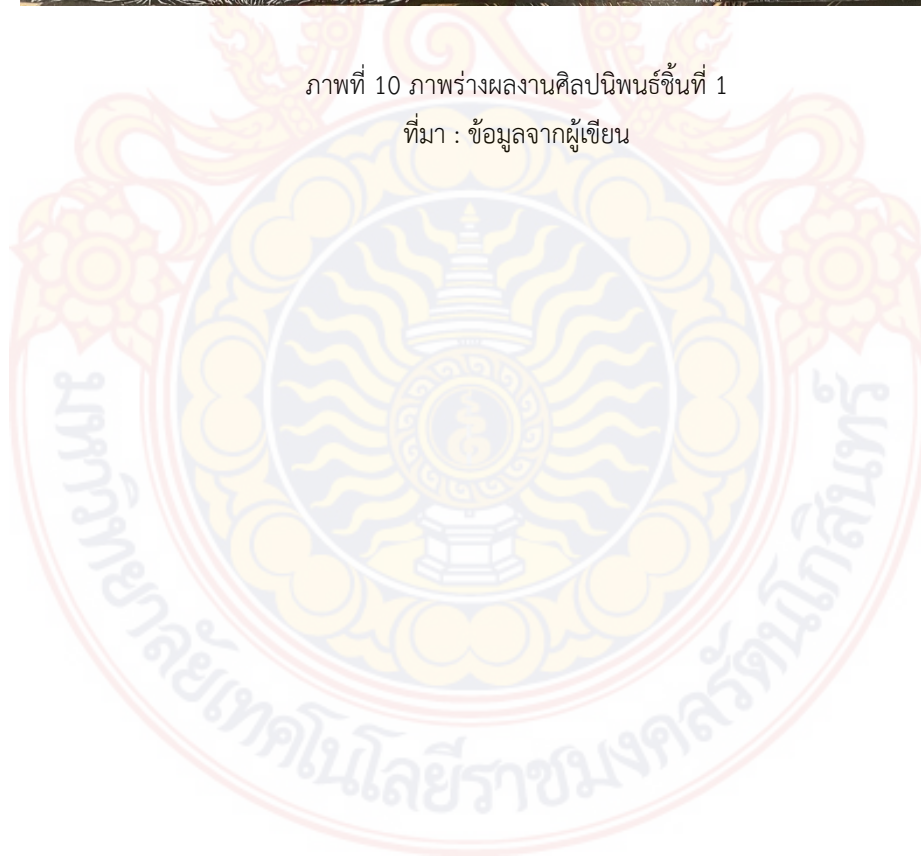 ภาพที่ 10 ภาพร่างผลงานศิลปนิพนธ์ชิ้นที่ 1
ที่มา : ข้อมูลจากผู้เขียน
มหาวิทยาลัยเทคโนโลยีราชมงคลรัตนโกสินทร์